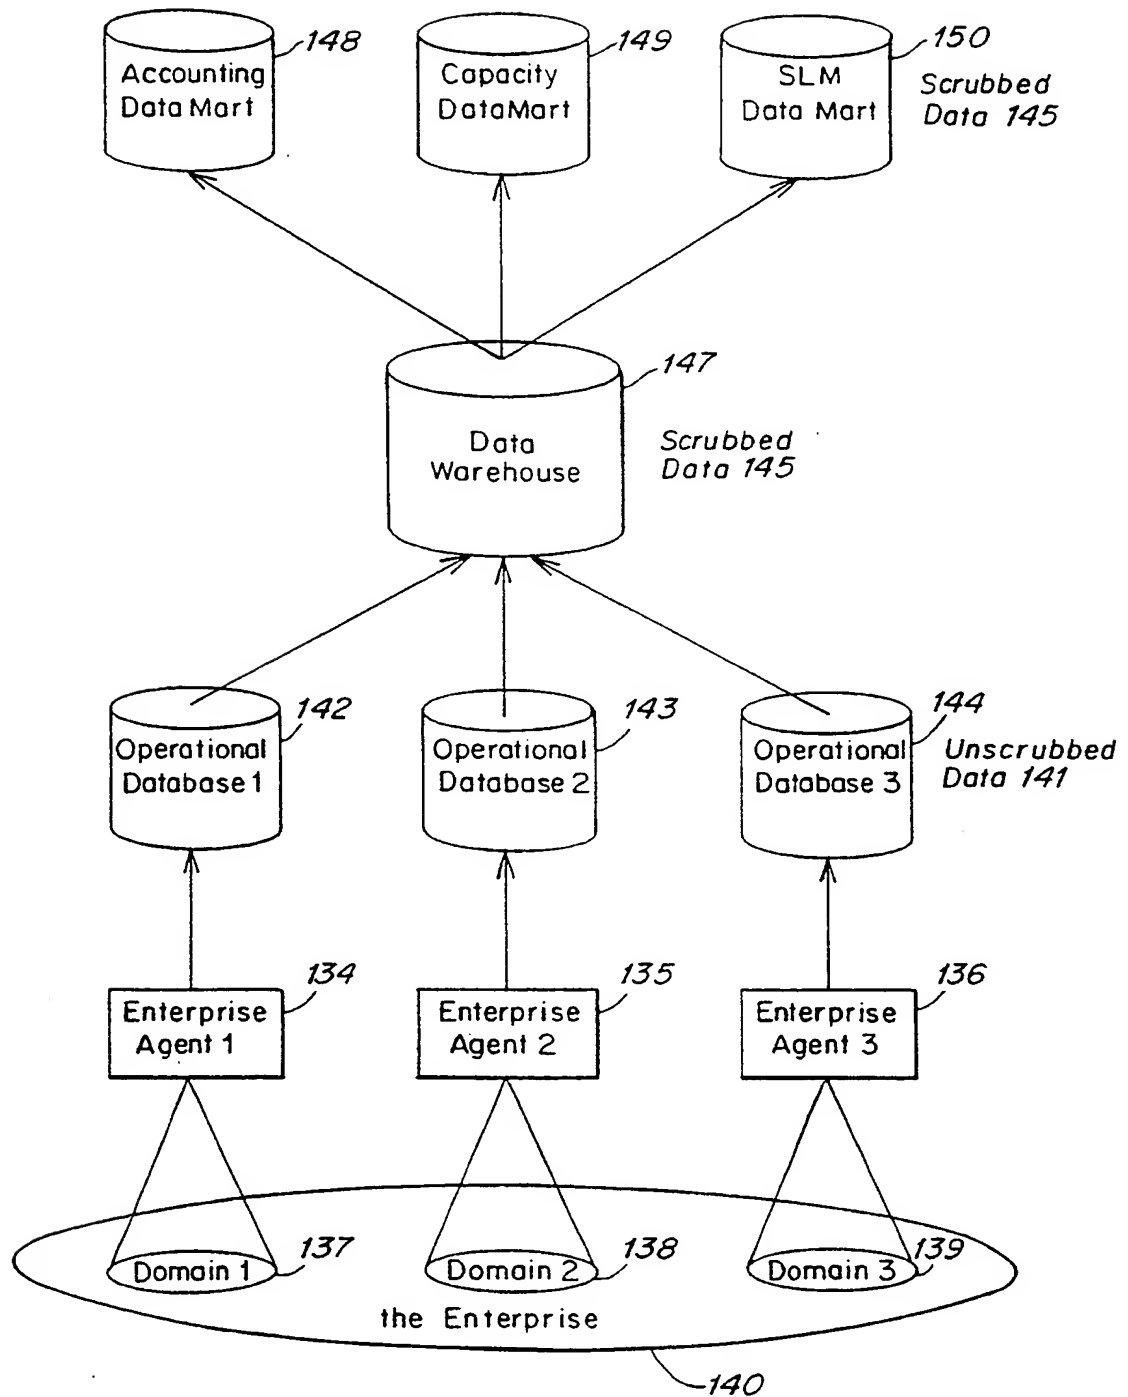 148
149
150
Accounting
Data Mart
Capacity
DataMart
SLM
Data Mart
Scrubbed
Data 145
147
Data
Warehouse
Scrubbed
Data 145
142
143
144
Operational
Database 1
Operational
Database 2
Operational
Database 3
Unscrubbed
Data 141
134
135
136
Enterprise
Agent 1
Enterprise
Agent 2
Enterprise
Agent 3
137
138
139
Domain 1
Domain 2
Domain 3
the Enterprise
140